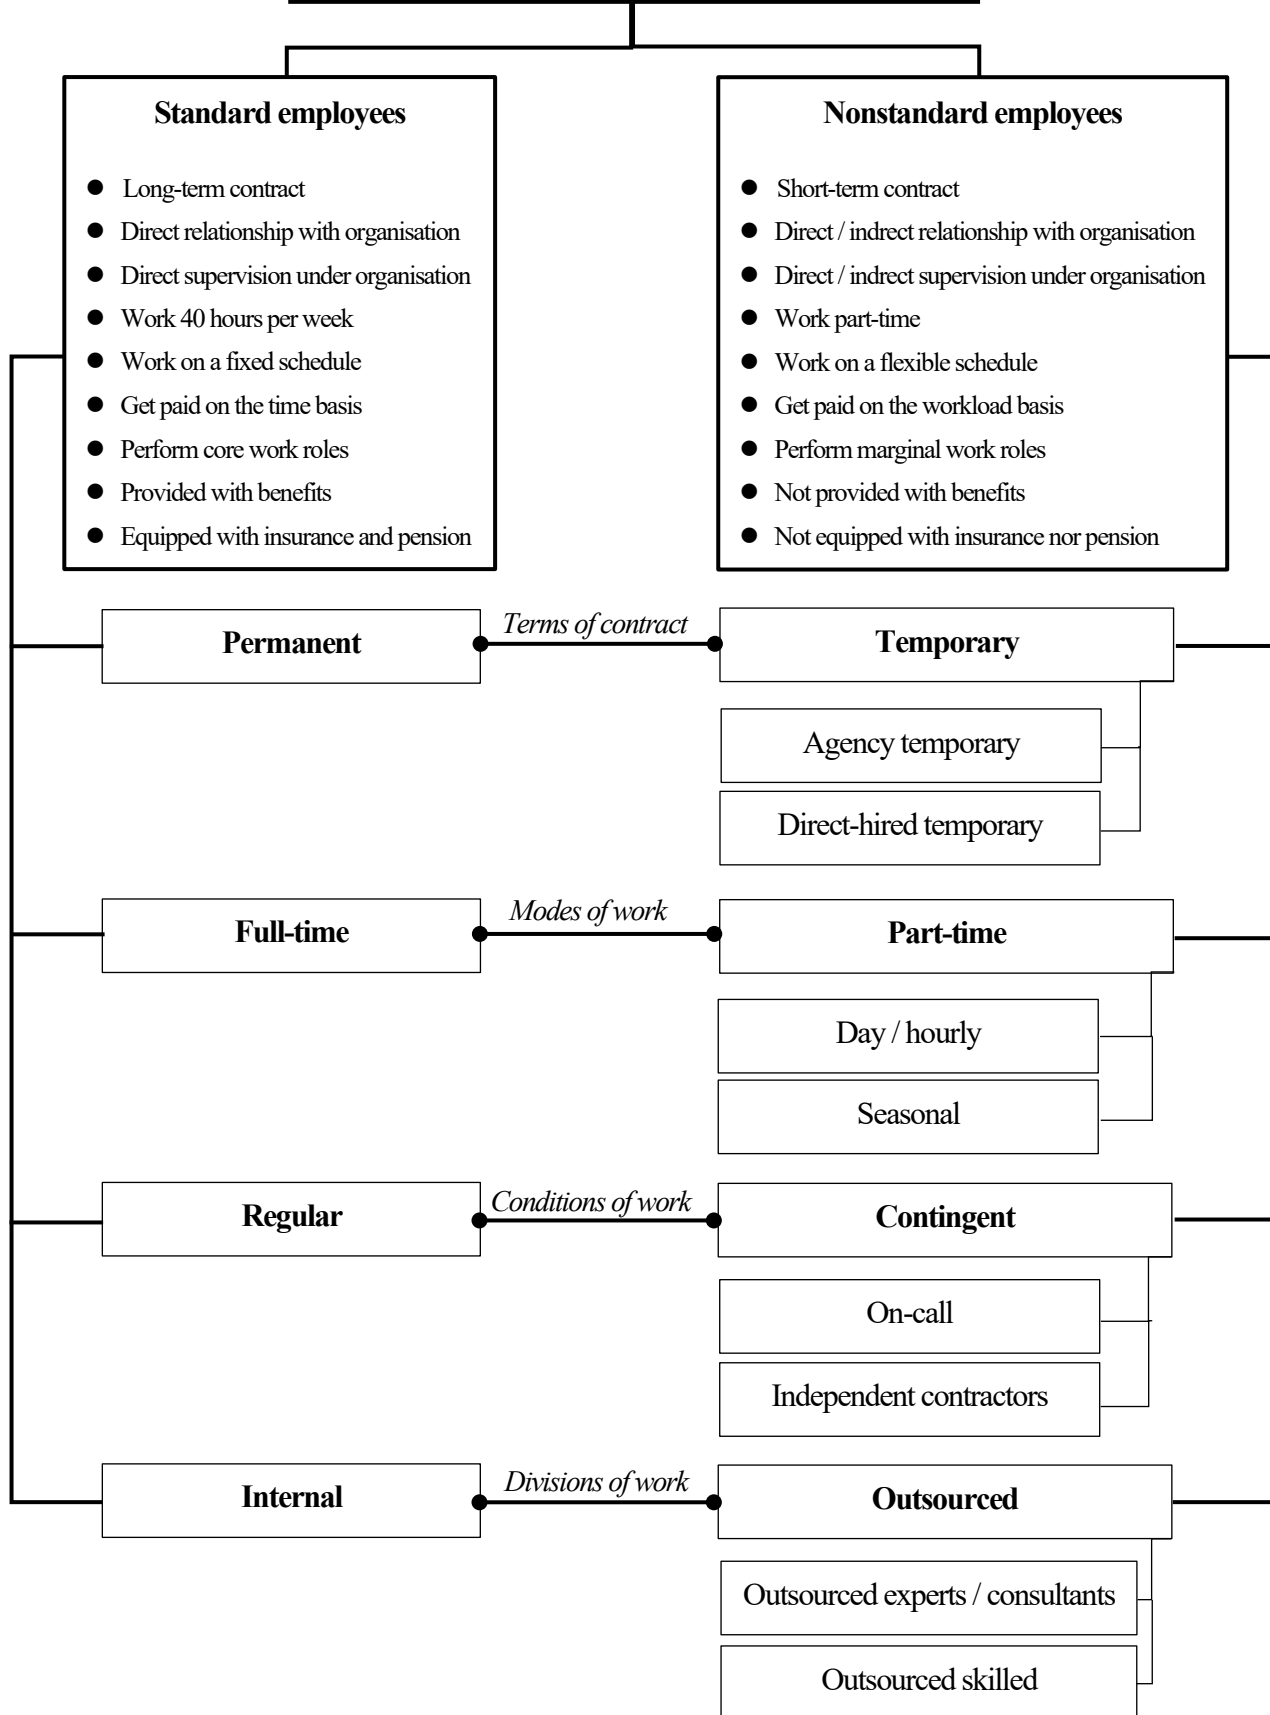 Standard employees
Long-term contract
Direct relationship with organisation
Direct supervision under organisation
Work 40 hours per week
Work on a fixed schedule
Get paid on the time basis
Perform core work roles
Provided with benefits
Equipped with insurance and pension
Nonstandard employees
Short-term contract
Direct / indirect relationship with organisation
Direct / indirect supervision under organisation
Work part-time
Work on a flexible schedule
Get paid on the workload basis
Perform marginal work roles
Not provided with benefits
Not equipped with insurance nor pension
Permanent
Terms of contract
Temporary
Agency temporary
Direct-hired temporary
Full-time
Modes of work
Part-time
Day / hourly
Seasonal
Regular
Conditions of work
Contingent
On-call
Independent contractors
Internal
Divisions of work
Outsourced
Outsourced experts / consultants
Outsourced skilled